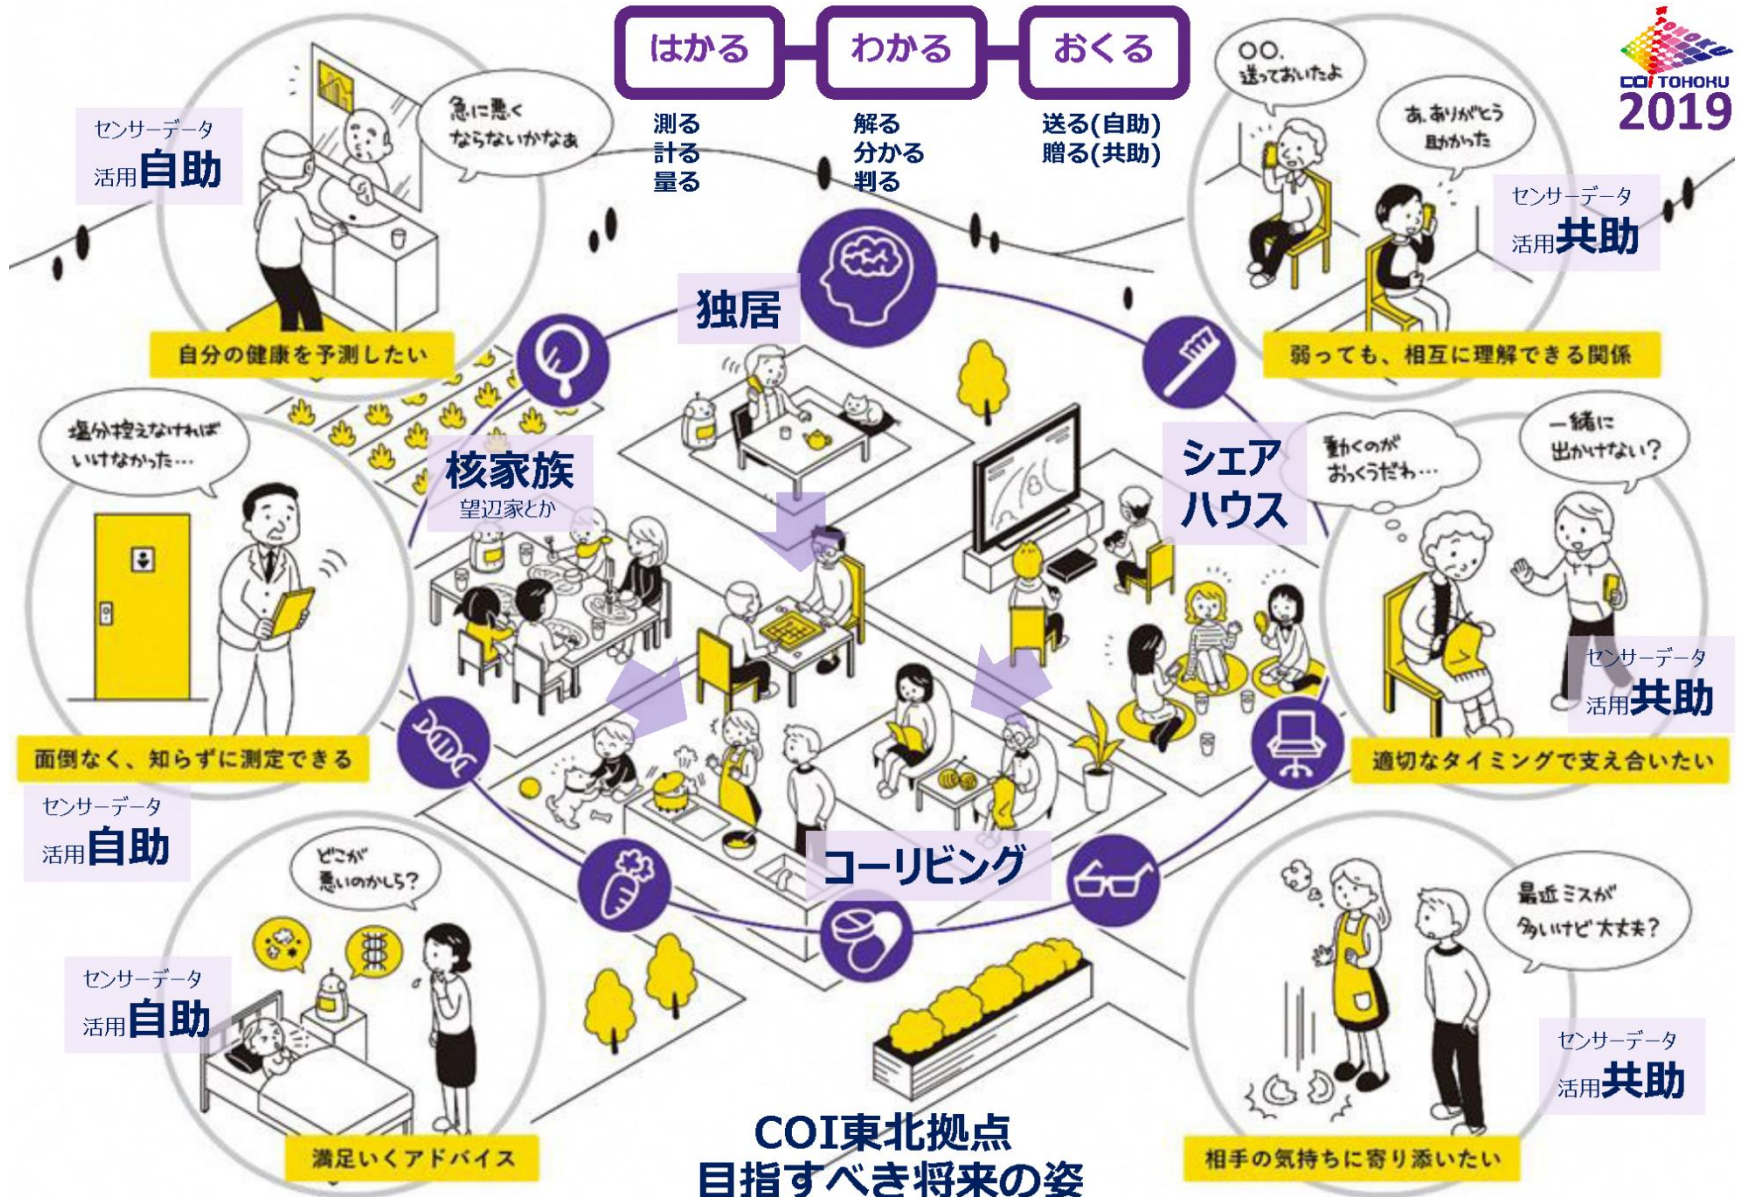 はかる
わかる
おくる
測る
計る
量る
解る
分かる
判る
送る(自助)
贈る(共助)
COI TOHOKU
2019
センサーデータ
活用自助
急に悪く
ならないかなぁ
自分の健康を予測したい
〇〇、
送っておいたよ
あ、ありがとう
助かった
センサーデータ
活用共助
弱っても、相互に理解できる関係
独居
核家族
望辺家とか
シェア
ハウス
コーリビング
塩分控えなければ
いけなかった…
面倒なく、知らずに測定できる
センサーデータ
活用自助
動くのが
おっくうだわ…
一緒に
出かけない?
センサーデータ
活用共助
適切なタイミングで支え合いたい
どこが
悪いのかしら?
センサーデータ
活用自助
満足いくアドバイス
最近ミスが
多いけど大丈夫?
センサーデータ
活用共助
相手の気持ちに寄り添いたい
COI東北拠点
目指すべき将来の姿